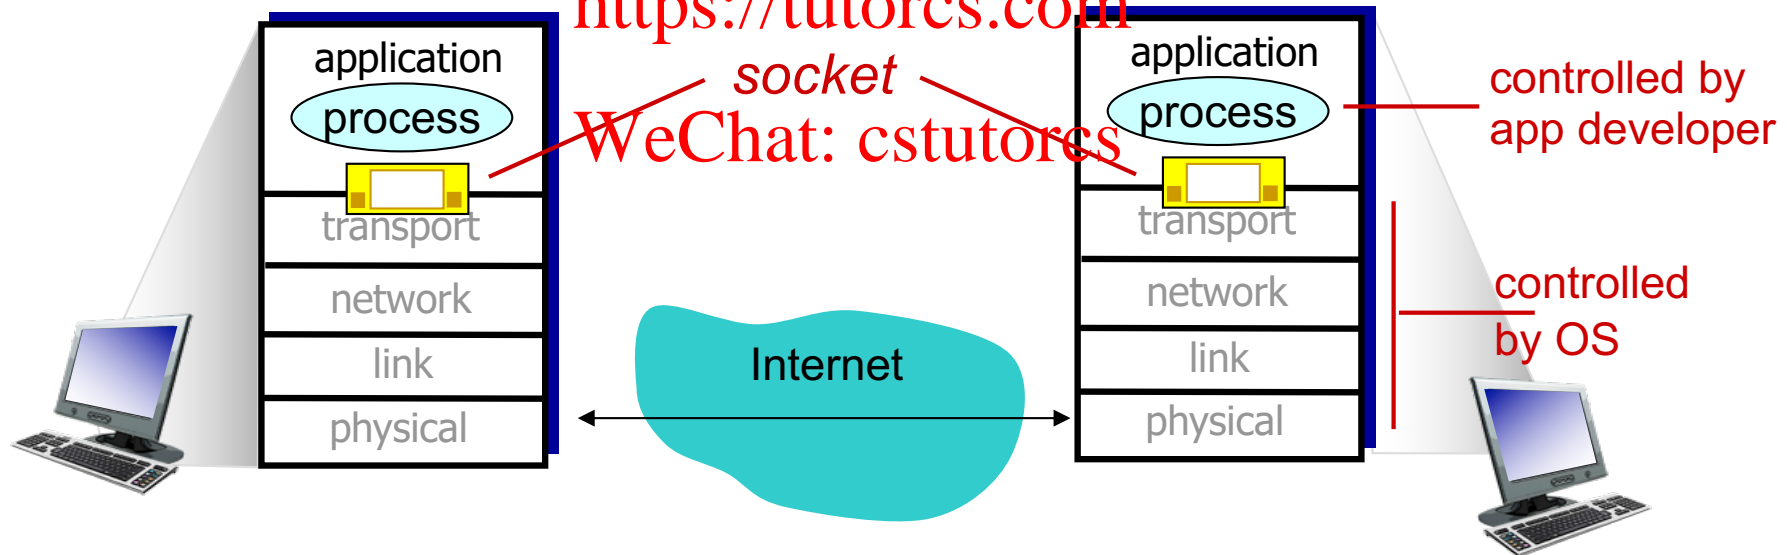 https://tutorcs.com
application
socket
process
WeChat: cstutorcs
transport
network
link
physical
Internet
application
process
transport
network
link
physical
controlled by
app developer
controlled
by OS